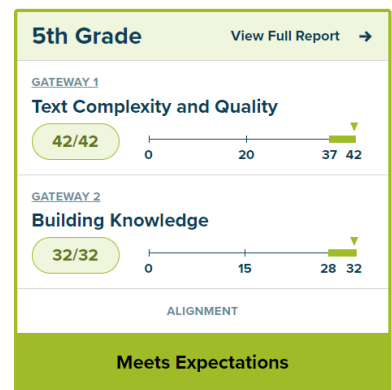 5th Grade View Full Report →
GATEWAY 1
Text Complexity and Quality
42/42
0 20 37 42
GATEWAY 2
Building Knowledge
32/32
0 15 28 32
ALIGNMENT
Meets Expectations